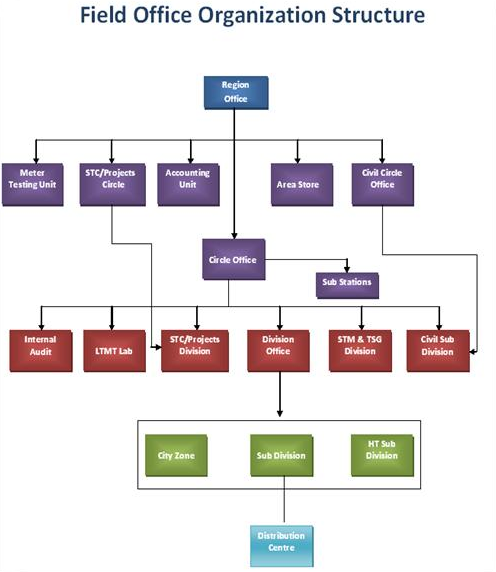 Field Office Organization Structure
Region
Office
Meter
Testing Unit
STC/Projects
Circle
Accounting
Unit
Area Store
Civil Circle
Office
Circle Office
Sub Stations
Internal
Audit
LTMT Lab
STC/Projects
Division
Division
Office
STM & TSG
Division
Civil Sub
Division
City Zone
Sub Division
HT Sub
Division
Distribution
Centre